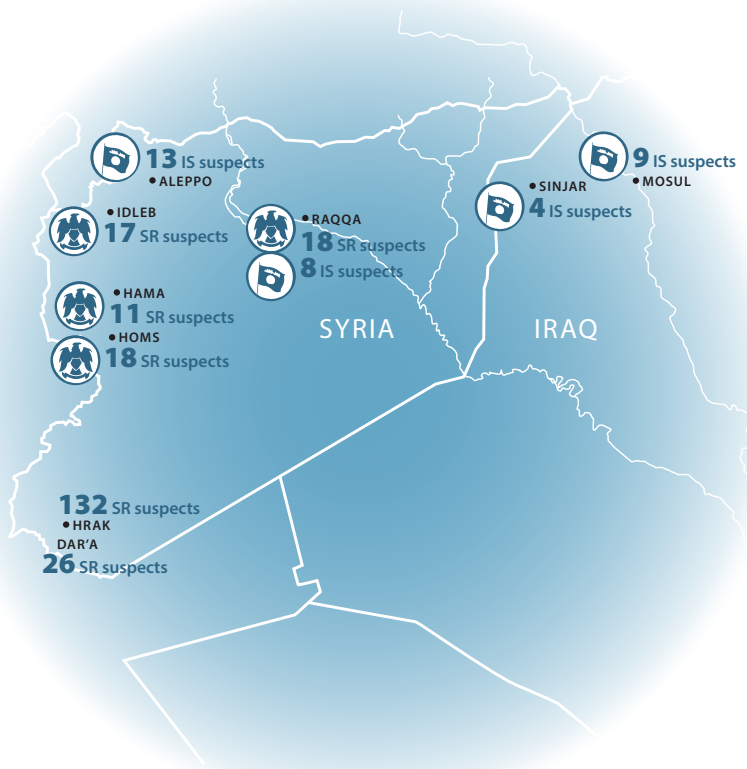 13 IS suspects
ALEPPO
9 IS suspects
MOSUL
SINJAR
4 IS suspects
IDLEB
17 SR suspects
RAQQA
18 SR suspects
8 IS suspects
HAMA
11 SR suspects
HOMS
18 SR suspects
SYRIA
IRAQ
132 SR suspects
HRAK
DAR'A
26 SR suspects